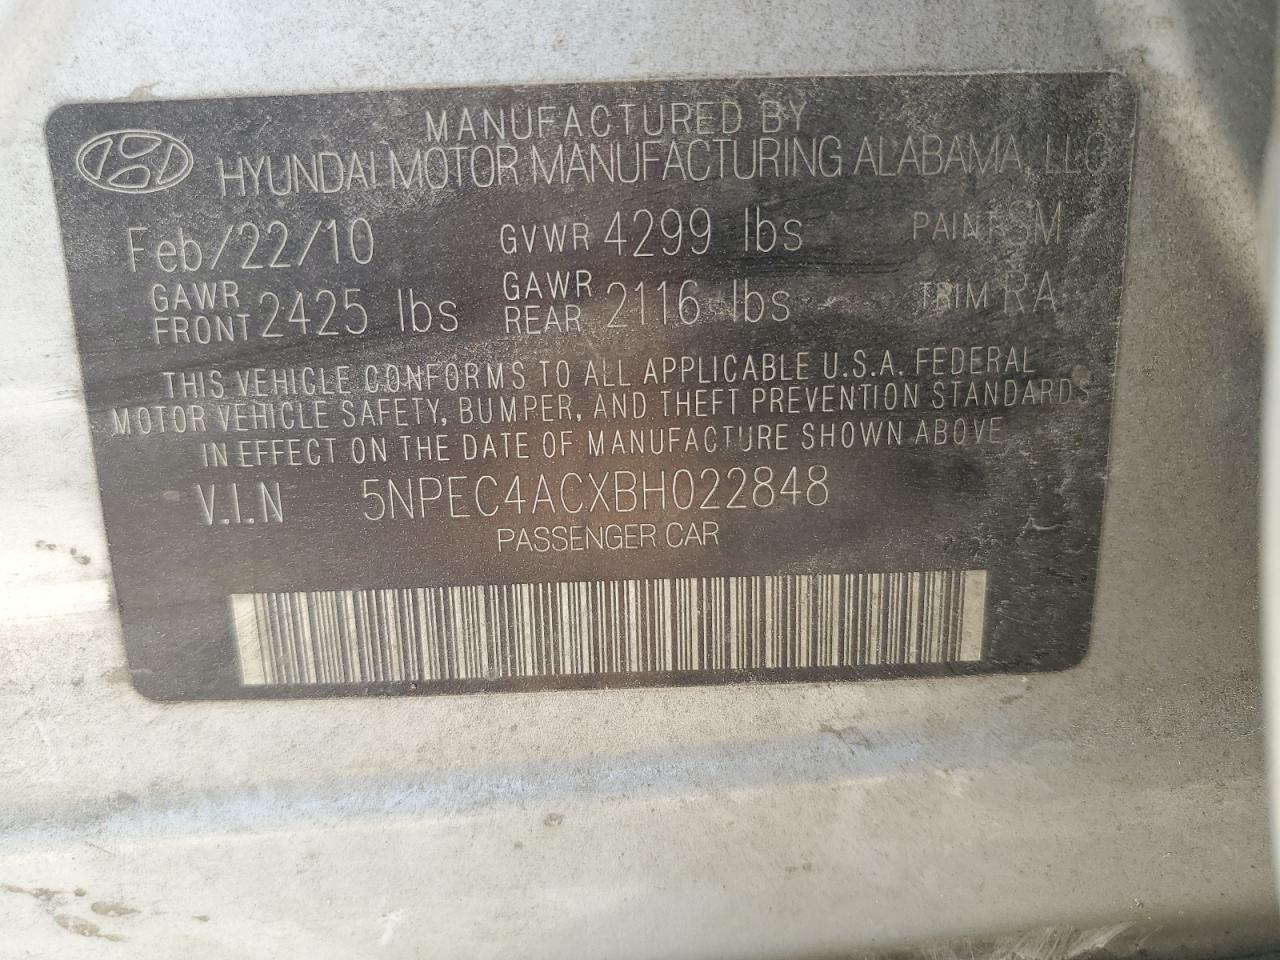 MANUFACTURED BY
HYUNDAI MOTOR MANUFACTURING ALABAMA, LLC
Feb/22/10 GVWR 4299 lbs PAINT SM
GAWR FRONT 2425 lbs GAWR REAR 2116 lbs TRIM RA
THIS VEHICLE CONFORMS TO ALL APPLICABLE U.S.A. FEDERAL
MOTOR VEHICLE SAFETY, BUMPER, AND THEFT PREVENTION STANDARDS
IN EFFECT ON THE DATE OF MANUFACTURE SHOWN ABOVE
V.I.N 5NPEC4ACXBH022848
PASSENGER CAR